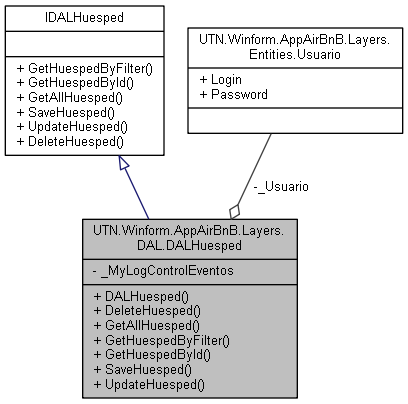 IDALHuesped
+ GetHuespedByFilter()
+ GetHuespedById()
+ GetAllHuesped()
+ SaveHuesped()
+ UpdateHuesped()
+ DeleteHuesped()
UTN.Winform.AppAirBnB.Layers.
Entities.Usuario
+ Login
+ Password
-_Usuario
UTN.Winform.AppAirBnB.Layers.
DAL.DALHuesped
- _MyLogControlEventos
+ DALHuesped()
+ DeleteHuesped()
+ GetAllHuesped()
+ GetHuespedByFilter()
+ GetHuespedById()
+ SaveHuesped()
+ UpdateHuesped()